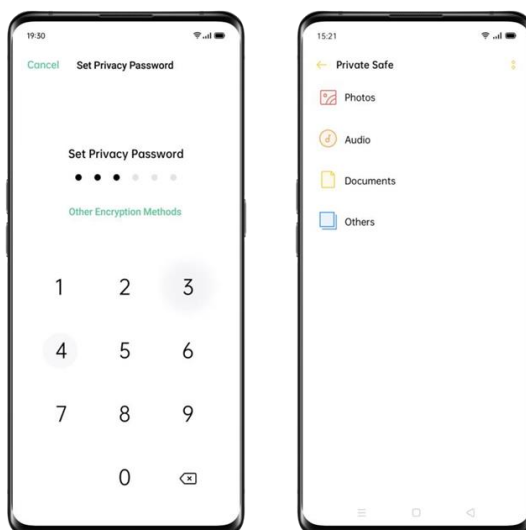 19:30
Cancel Set Privacy Password
Set Privacy Password
Other Encryption Methods
1 2 3
4 5 6
7 8 9
0
15:21
Private Safe
Photos
Audio
Documents
Others